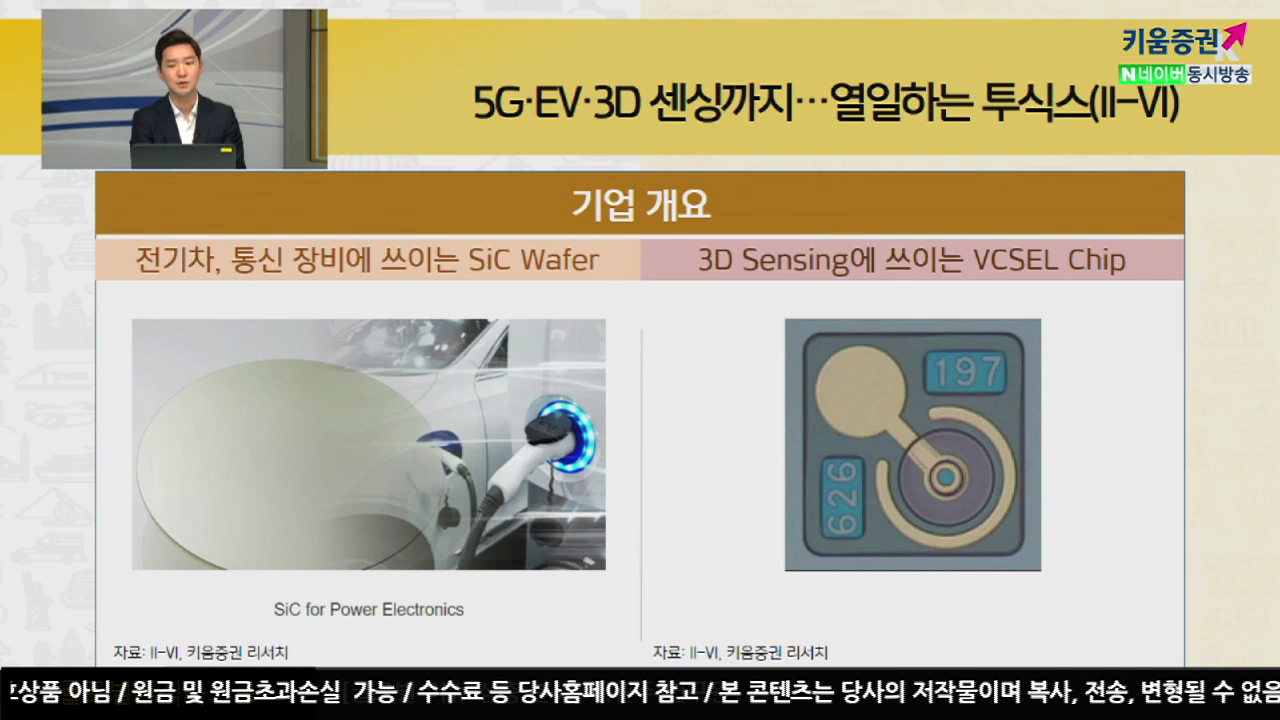 키움증권
N 네이버 동시방송
5G·EV·3D 센싱까지…열일하는 투식스(II-VI)
기업 개요
전기차, 통신 장비에 쓰이는 SiC Wafer
3D Sensing에 쓰이는 VCSEL Chip
EV
197
626
SiC for Power Electronics
자료: II-VI, 키움증권 리서치
자료: II-VI, 키움증권 리서치
상품 아님 / 원금 및 원금초과손실 가능 / 수수료 등 당사홈페이지 참고 / 본 콘텐츠는 당사의 저작물이며 복사, 전송, 변형될 수 없음